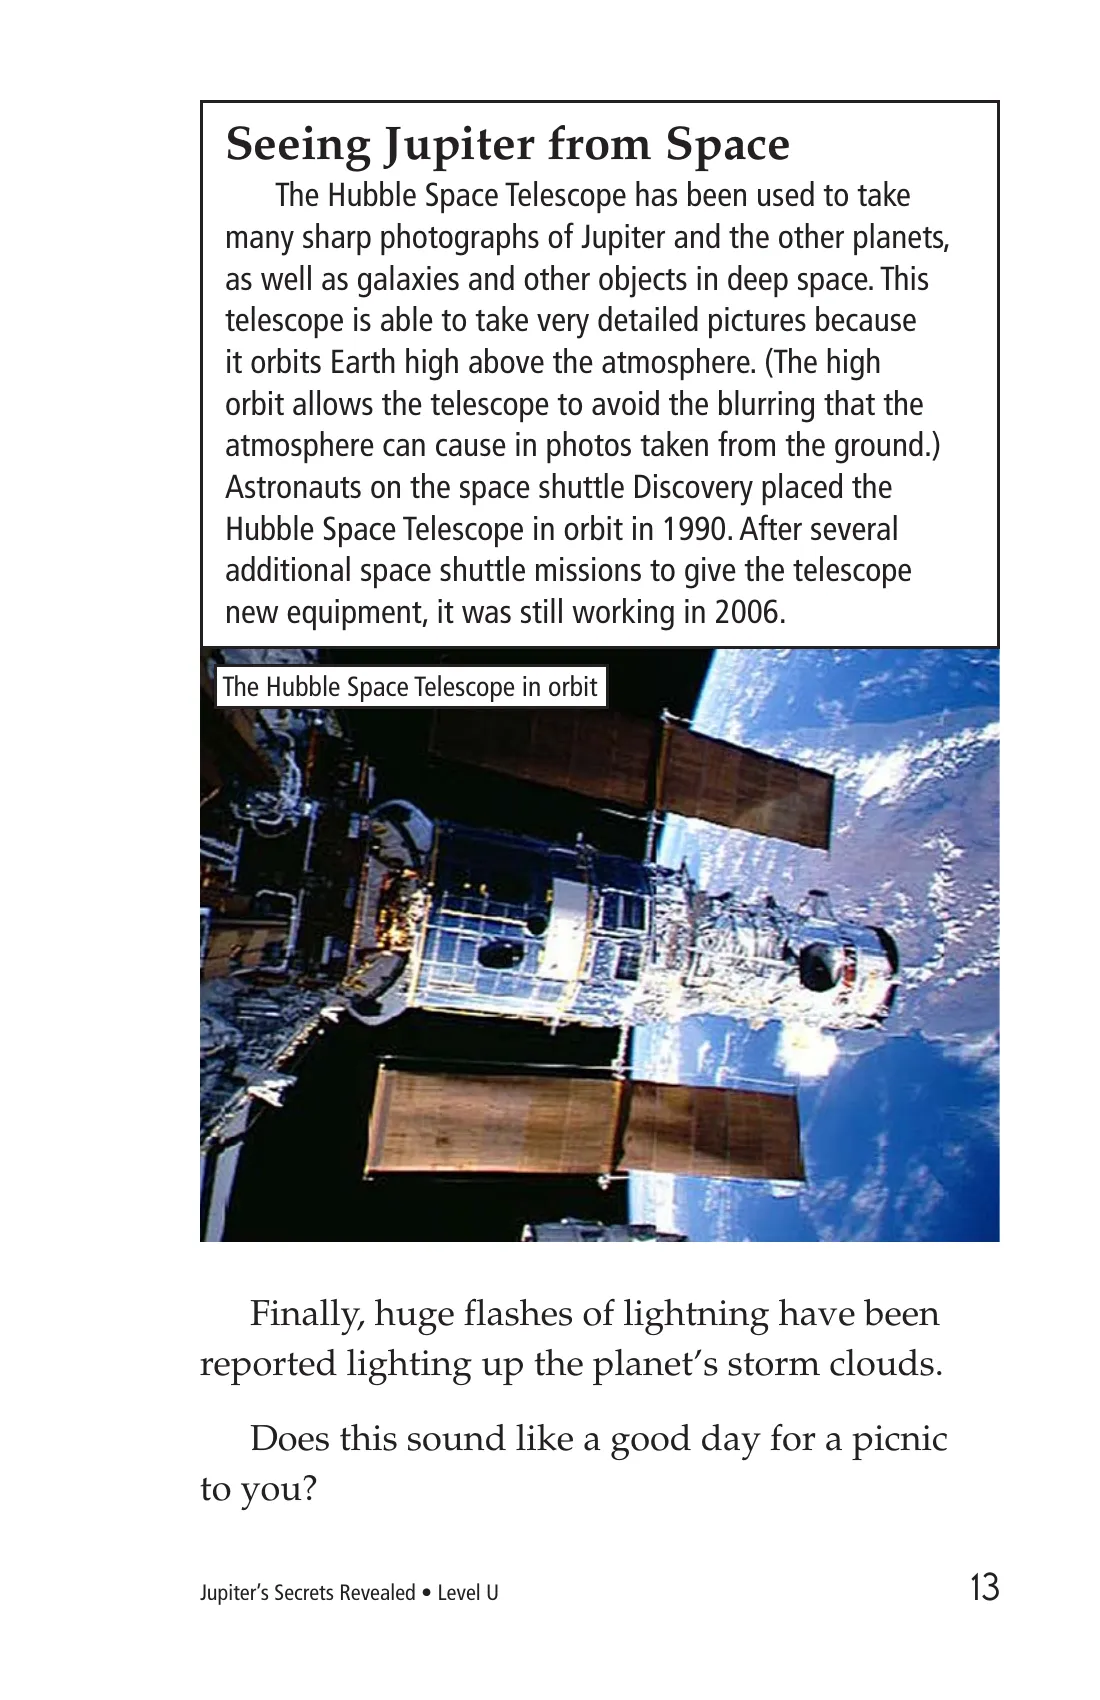 Seeing Jupiter from Space
The Hubble Space Telescope has been used to take
many sharp photographs of Jupiter and the other planets,
as well as galaxies and other objects in deep space. This
telescope is able to take very detailed pictures because
it orbits Earth high above the atmosphere. (The high
orbit allows the telescope to avoid the blurring that the
atmosphere can cause in photos taken from the ground.)
Astronauts on the space shuttle Discovery placed the
Hubble Space Telescope in orbit in 1990. After several
additional space shuttle missions to give the telescope
new equipment, it was still working in 2006.
The Hubble Space Telescope in orbit
Finally, huge flashes of lightning have been
reported lighting up the planet’s storm clouds.
Does this sound like a good day for a picnic
to you?
Jupiter’s Secrets Revealed • Level U
13